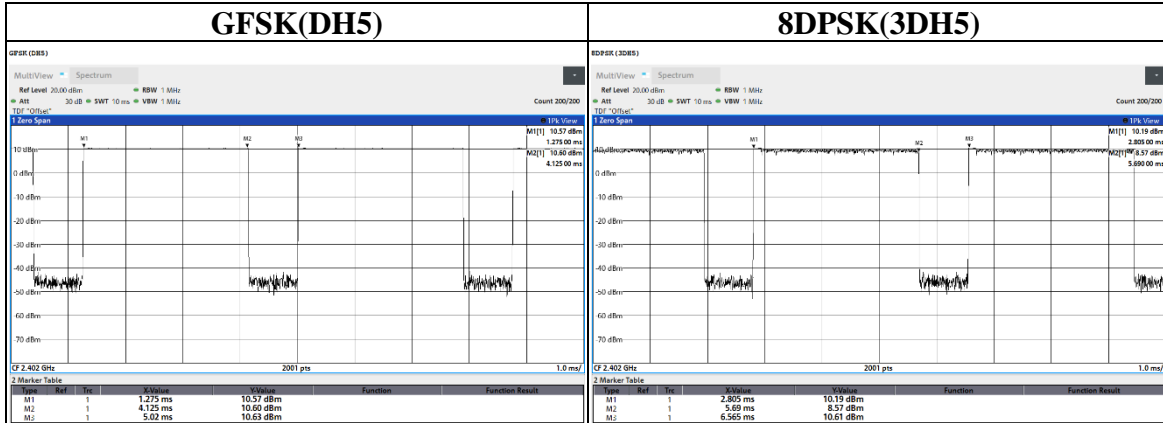 GFSK(DH5)
GFSK (DH5)
MultiView Spectrum
Ref Level 20.00 dBm RBW 1 MHz
Att 30 dB SWT 10 ms VBW 1 MHz Count 200/200
TDF "Offset"
1 Zero Span 1Pk View
M1[1] 10.57 dBm
1.275 00 ms
M2[1] 10.60 dBm
4.125 00 ms
M1 M2 M3
10 dBm
0 dBm
-10 dBm
-20 dBm
-30 dBm
-40 dBm
-50 dBm
-60 dBm
-70 dBm
CF 2.402 GHz 2001 pts 1.0 ms/
2 Marker Table
Type Ref Trc X-Value Y-Value Function Function Result
M1 1 1.275 ms 10.57 dBm
M2 1 4.125 ms 10.60 dBm
M3 1 5.02 ms 10.63 dBm
8DPSK(3DH5)
8DPSK (3DH5)
MultiView Spectrum
Ref Level 20.00 dBm RBW 1 MHz
Att 30 dB SWT 10 ms VBW 1 MHz Count 200/200
TDF "Offset"
1 Zero Span 1Pk View
M1[1] 10.19 dBm
2.805 00 ms
M2[1] 8.57 dBm
5.690 00 ms
M1 M2 M3
0 dBm
-10 dBm
-20 dBm
-30 dBm
-40 dBm
-50 dBm
-60 dBm
-70 dBm
CF 2.402 GHz 2001 pts 1.0 ms/
2 Marker Table
Type Ref Trc X-Value Y-Value Function Function Result
M1 1 2.805 ms 10.19 dBm
M2 1 5.69 ms 8.57 dBm
M3 1 6.565 ms 10.61 dBm